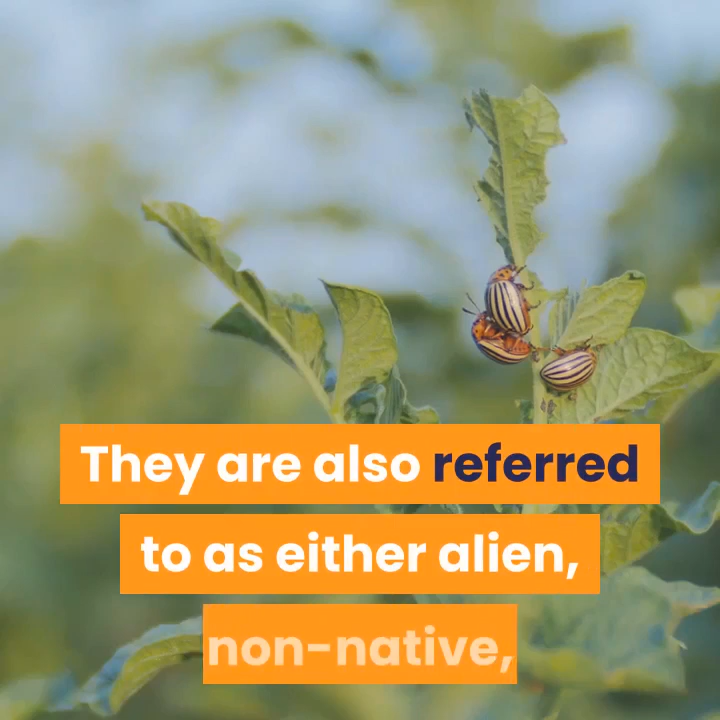 They are also referred
to as either alien,
non-native,